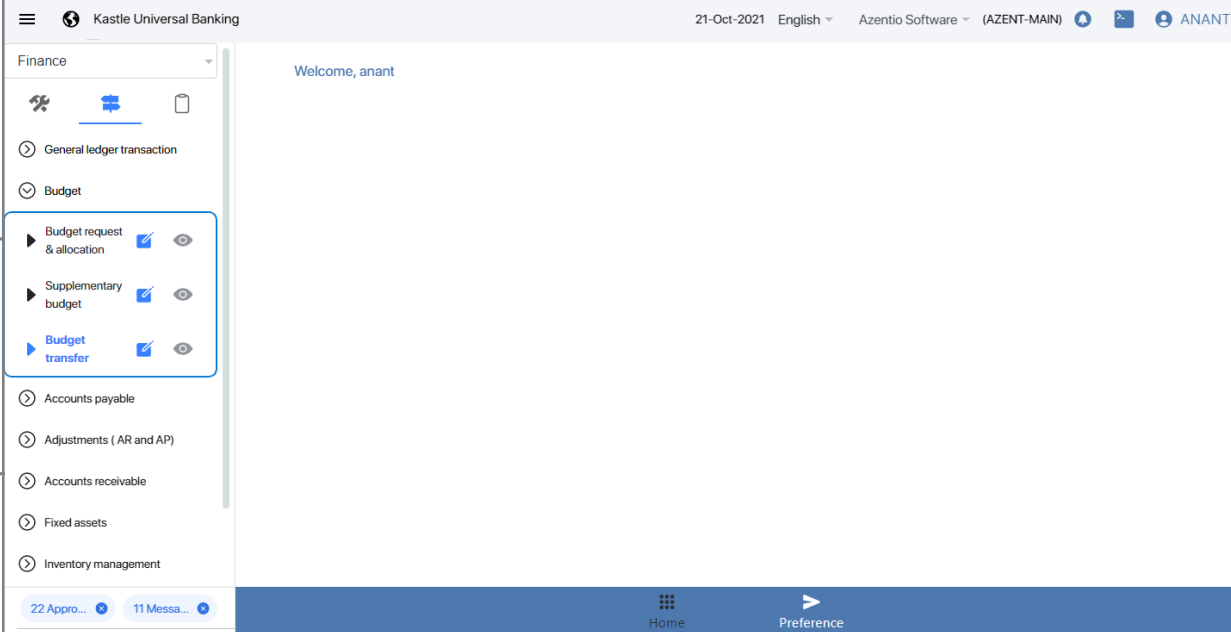 Kastle Universal Banking
21-Oct-2021 English Azentio Software (AZENT-MAIN) ANANT
Finance
Welcome, anant
General ledger transaction
Budget
Budget request
& allocation
Supplementary
budget
Budget
transfer
Accounts payable
Adjustments ( AR and AP)
Accounts receivable
Fixed assets
Inventory management
22 Appro... 11 Messa...
Home Preference